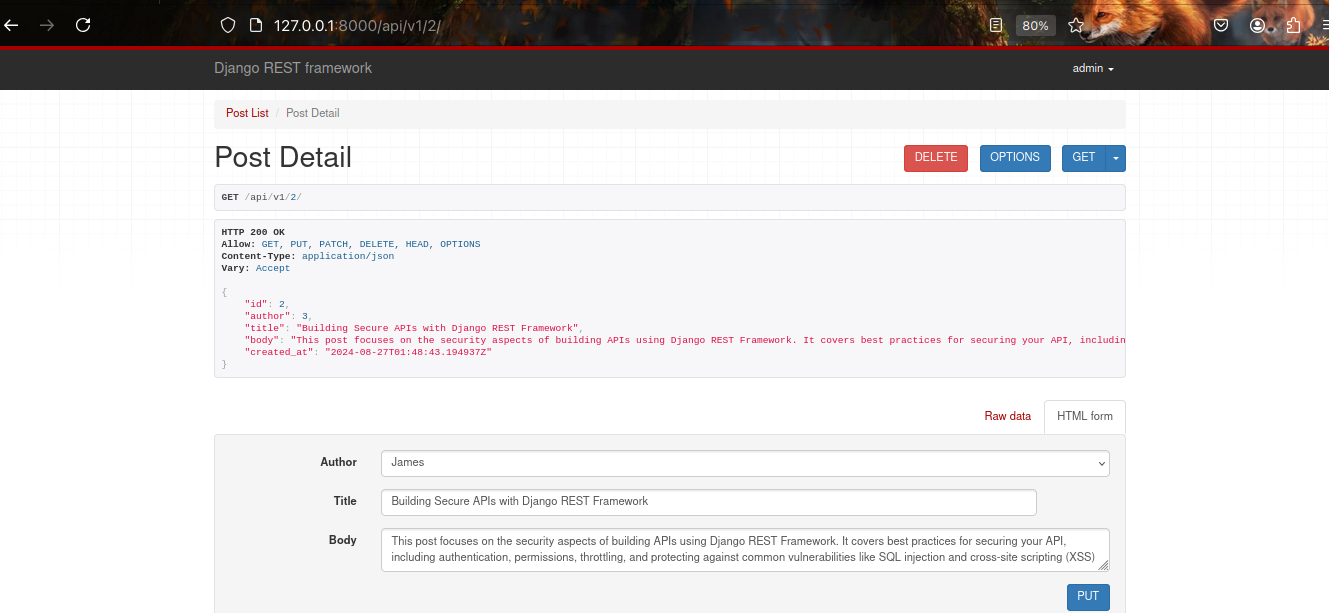 127.0.0.1:8000/api/v1/2/
80%
Django REST framework
admin
Post List / Post Detail
Post Detail
DELETE
OPTIONS
GET
GET /api/v1/2/
HTTP 200 OK
Allow: GET, PUT, PATCH, DELETE, HEAD, OPTIONS
Content-Type: application/json
Vary: Accept
{
"id": 2,
"author": 3,
"title": "Building Secure APIs with Django REST Framework",
"body": "This post focuses on the security aspects of building APIs using Django REST Framework. It covers best practices for securing your API, includin
"created_at": "2024-08-27T01:48:43.194937Z"
}
Raw data
HTML form
Author
James
Title
Building Secure APIs with Django REST Framework
Body
This post focuses on the security aspects of building APIs using Django REST Framework. It covers best practices for securing your API,
including authentication, permissions, throttling, and protecting against common vulnerabilities like SQL injection and cross-site scripting (XSS)
PUT